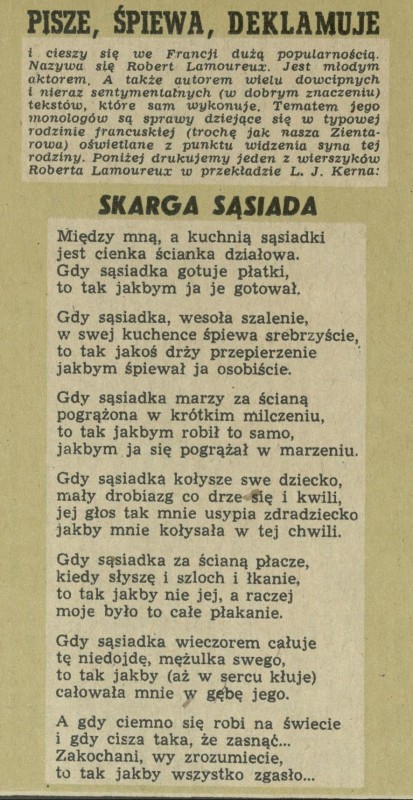 PISZE, ŚPIEWA, DEKLAMUJE
i cieszy się we Francji dużą popularnością.
Nazywa się Robert Lamoureux. Jest młodym
aktorem. A także autorem wielu dowcipnych
i nieraz sentymentalnych (w dobrym znaczeniu)
tekstów, które sam wykonuje. Tematem jego
monologów są sprawy dziejące się w typowej
rodzinie francuskiej (trochę jak nasza Zienta-
rowa) oświetlane z punktu widzenia syna tej
rodziny. Poniżej drukujemy jeden z wierszyków
Roberta Lamoureux w przekładzie L. J. Kerna:
SKARGA SĄSIADA
Między mną, a kuchnią sąsiadki
jest cienka ścianka działowa.
Gdy sąsiadka gotuje płatki,
to tak jakbym ja je gotował.
Gdy sąsiadka, wesoła szalenie,
w swej kuchence śpiewa srebrzyście,
to tak jakoś drży przepierzenie
jakbym śpiewał ja osobiście.
Gdy sąsiadka marzy za ścianą
pogrążona w krótkim milczeniu,
to tak jakbym robił to samo,
jakbym ja się pogrążał w marzeniu.
Gdy sąsiadka kołysze swe dziecko,
mały drobiazg co drze się i kwili,
jej głos tak mnie usypia zdradziecko
jakby mnie kołysała w tej chwili.
Gdy sąsiadka za ścianą płacze,
kiedy słyszę i szloch i łkanie,
to tak jakby nie jej, a raczej
moje było to całe płakanie.
Gdy sąsiadka wieczorem całuje
tę niedojdę, mężulka swego,
to tak jakby (aż w sercu kłuje)
całowała mnie w gębę jego.
A gdy ciemno się robi na świecie
i gdy cisza taka, że zasnąć...
Zakochani, wy zrozumiecie,
to tak jakby wszystko zgasło...